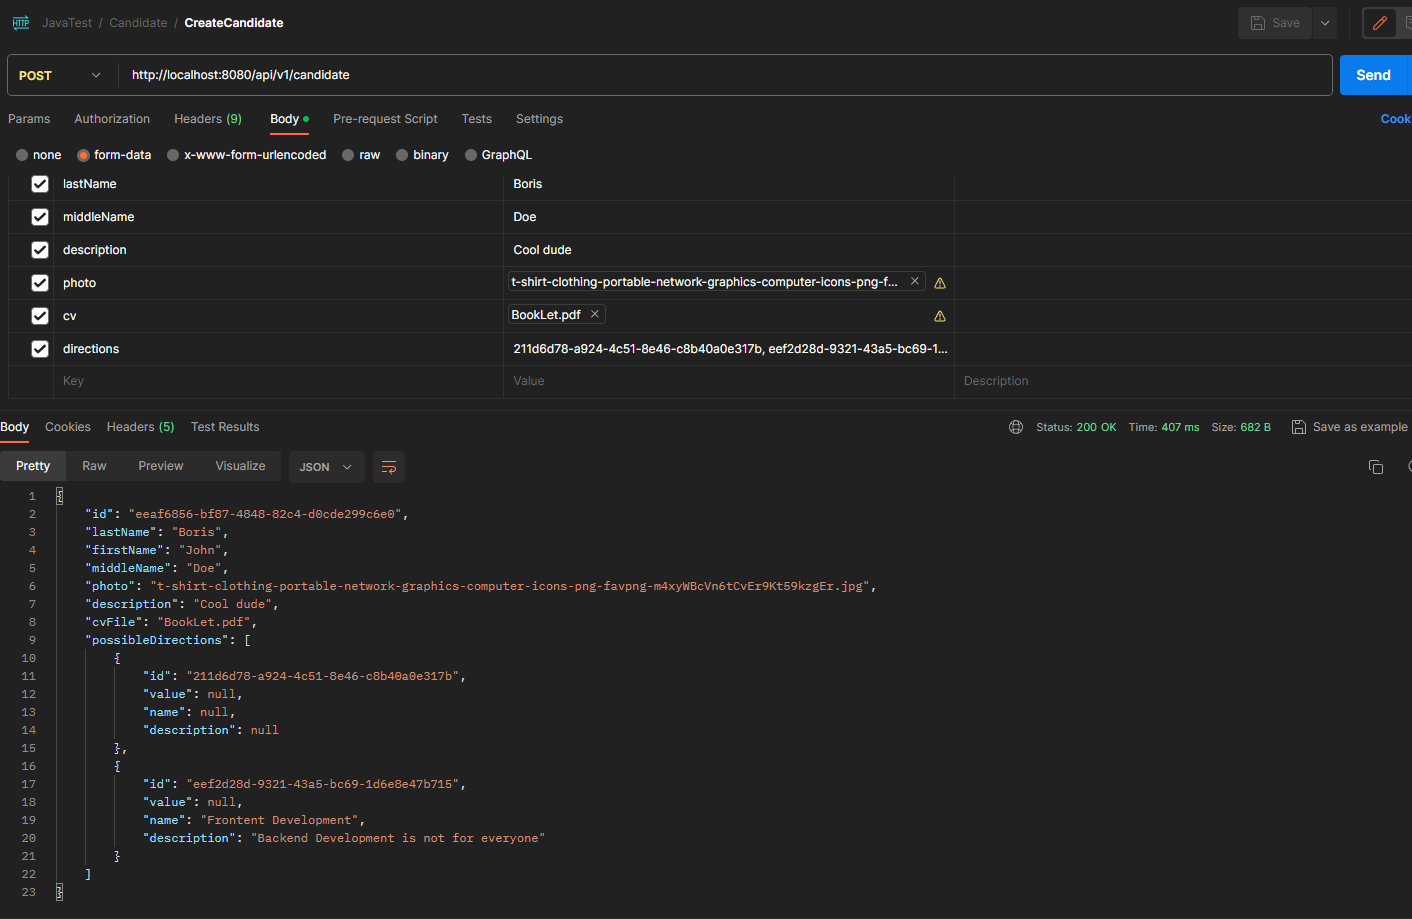 HTTP JavaTest / Candidate / CreateCandidate Save
POST http://localhost:8080/api/v1/candidate Send
Params Authorization Headers (9) Body Pre-request Script Tests Settings Cook
none form-data x-www-form-urlencoded raw binary GraphQL
lastName Boris
middleName Doe
description Cool dude
photo t-shirt-clothing-portable-network-graphics-computer-icons-png-f...
cv BookLet.pdf
directions 211d6d78-a924-4c51-8e46-c8b40a0e317b, eef2d28d-9321-43a5-bc69-1...
Key Value Description
Body Cookies Headers (5) Test Results Status: 200 OK Time: 407 ms Size: 682 B Save as example
Pretty Raw Preview Visualize JSON
1 {
2 "id": "eeaf6856-bf87-4848-82c4-d0cde299c6e0",
3 "lastName": "Boris",
4 "firstName": "John",
5 "middleName": "Doe",
6 "photo": "t-shirt-clothing-portable-network-graphics-computer-icons-png-favpng-m4xyWBcVn6tCvEr9Kt59kzgEr.jpg",
7 "description": "Cool dude",
8 "cvFile": "BookLet.pdf",
9 "possibleDirections": [
10 {
11 "id": "211d6d78-a924-4c51-8e46-c8b40a0e317b",
12 "value": null,
13 "name": null,
14 "description": null
15 },
16 {
17 "id": "eef2d28d-9321-43a5-bc69-1d6e8e47b715",
18 "value": null,
19 "name": "Frontent Development",
20 "description": "Backend Development is not for everyone"
21 }
22 ]
23 }